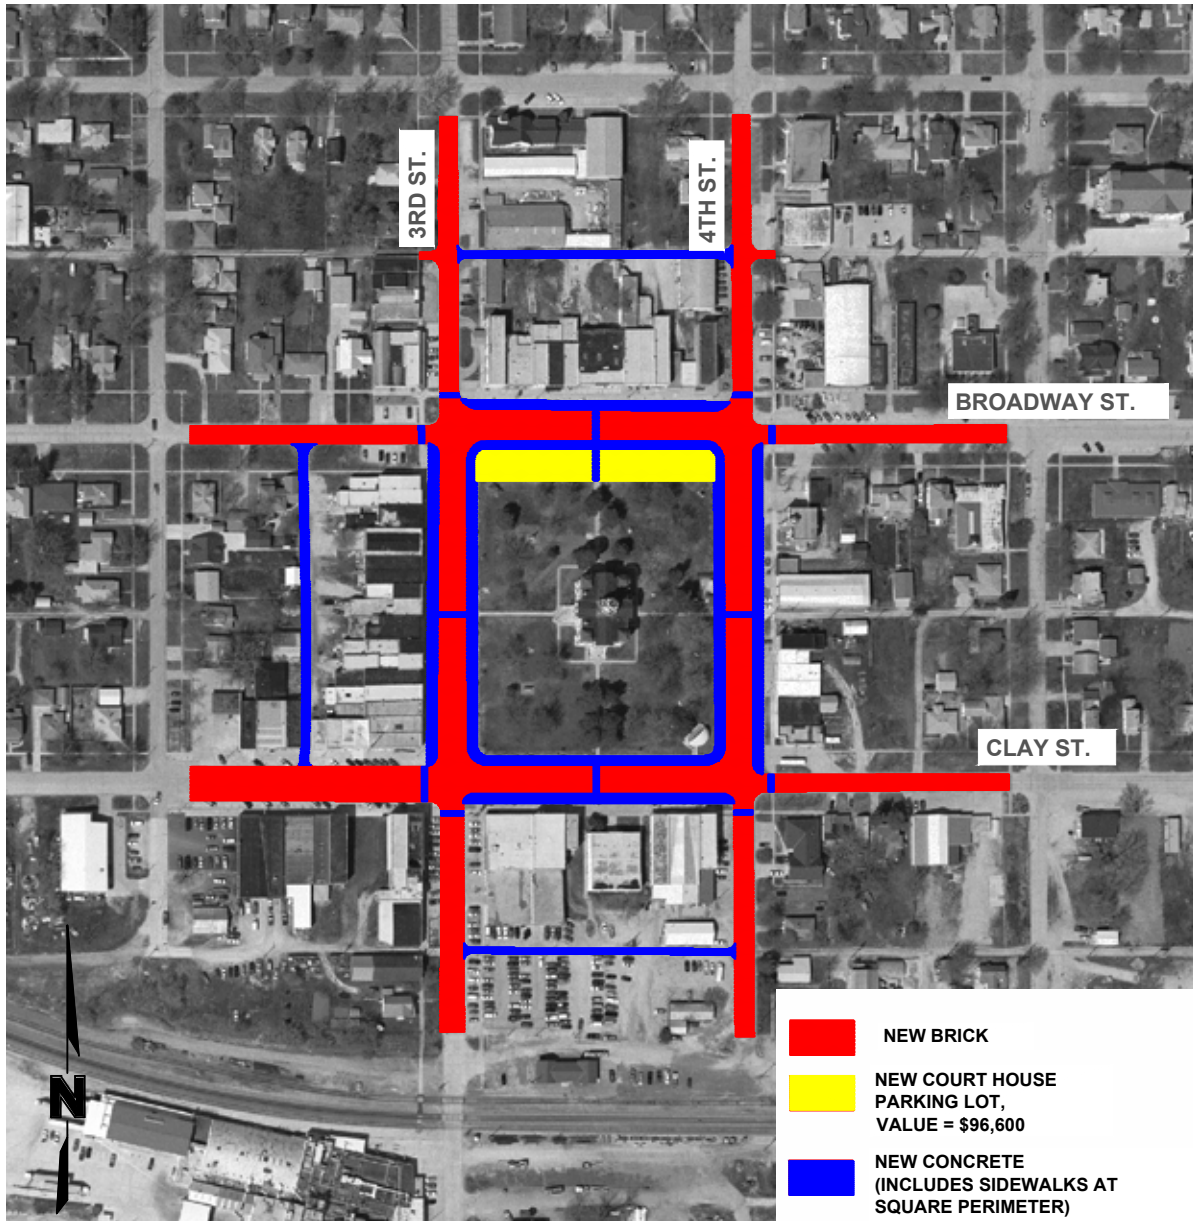 3RD ST.
4TH ST.
BROADWAY ST.
CLAY ST.
N
NEW BRICK
NEW COURT HOUSE
PARKING LOT,
VALUE = $96,600
NEW CONCRETE
(INCLUDES SIDEWALKS AT
SQUARE PERIMETER)